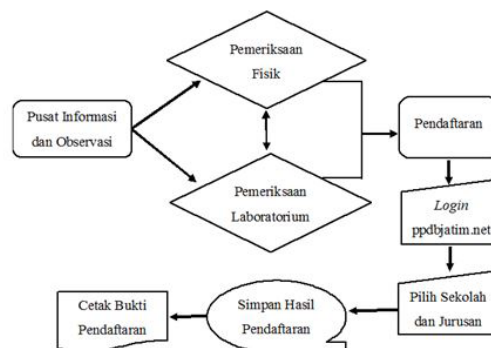 Pemeriksaan
Fisik
Pusat Informasi
dan Observasi
Pendaftaran
Pemeriksaan
Laboratorium
Login
ppdbjatim.net
Pilih Sekolah
dan Jurusan
Simpan Hasil
Pendaftaran
Cetak Bukti
Pendaftaran